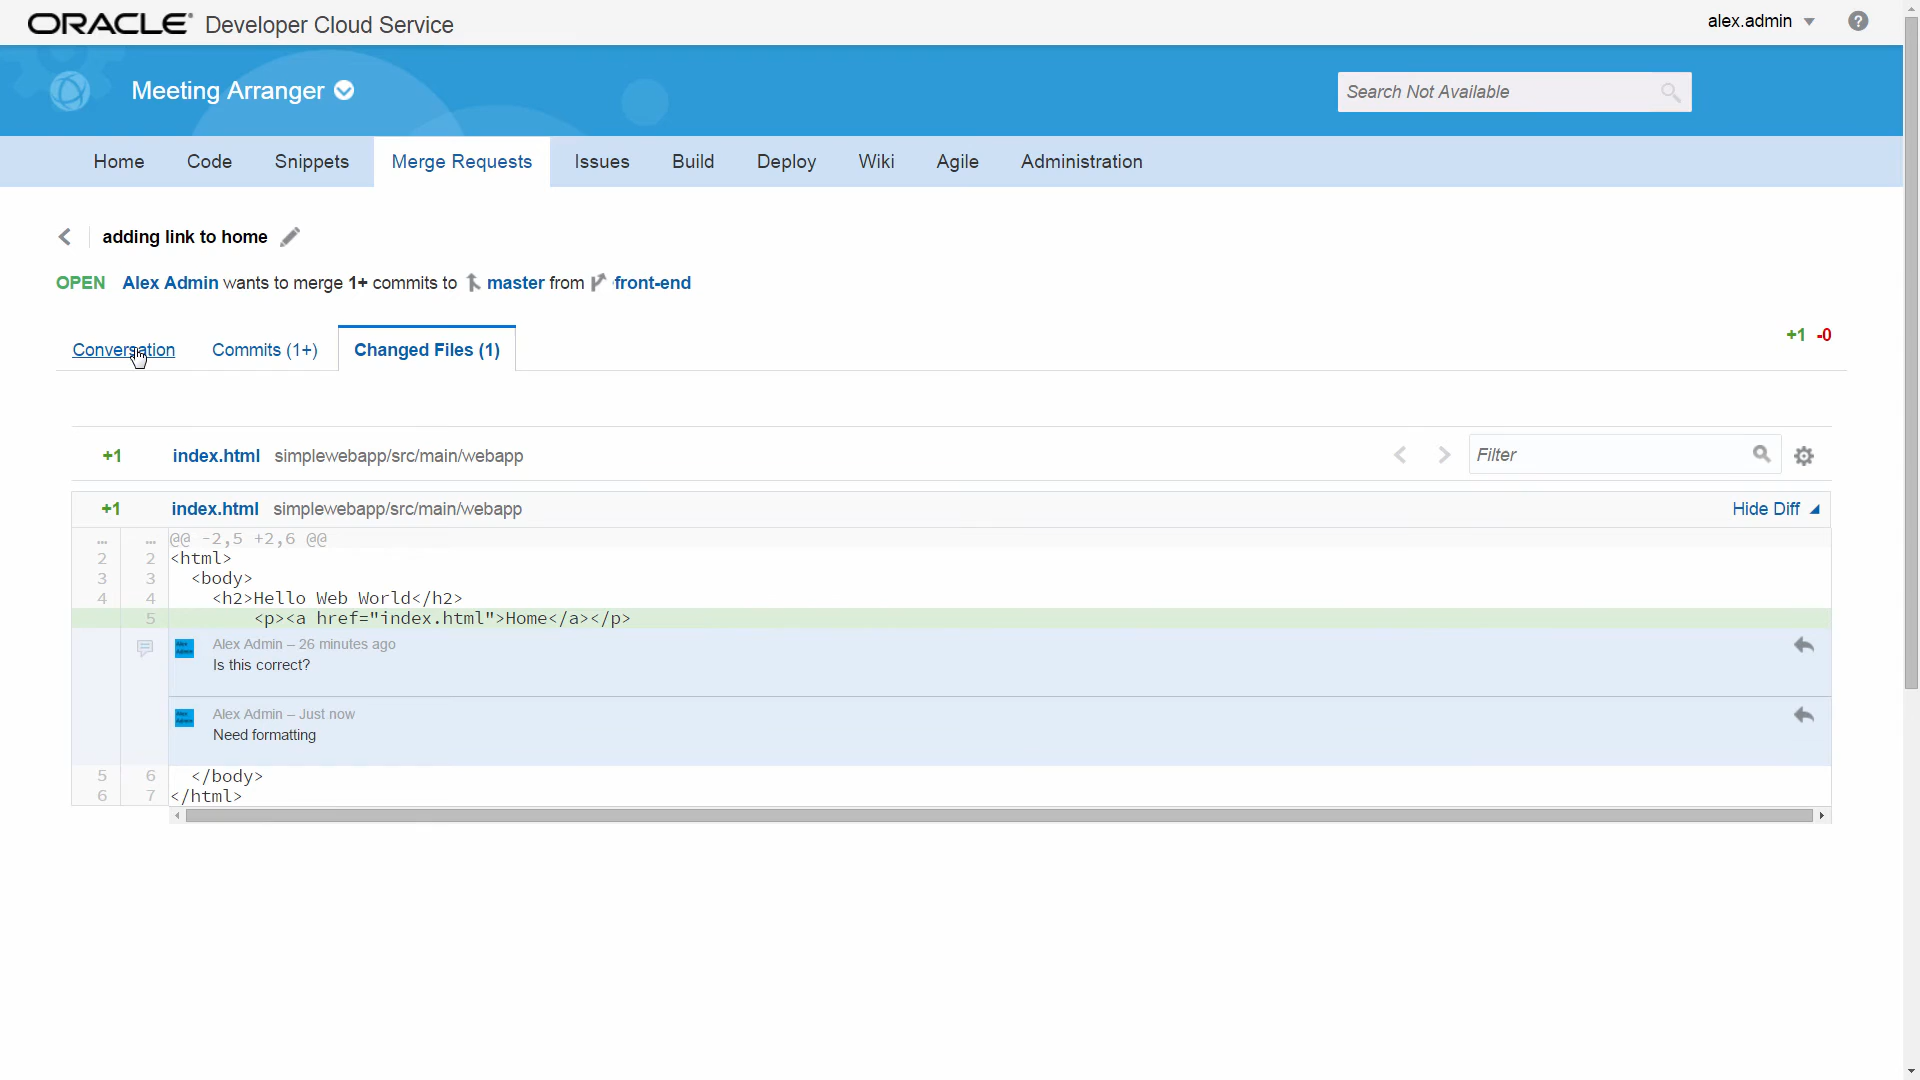 ORACLE® Developer Cloud Service
alex.admin
?
Meeting Arranger
Search Not Available
Home Code Snippets Merge Requests Issues Build Deploy Wiki Agile Administration
adding link to home
OPEN Alex Admin wants to merge 1+ commits to master from front-end
Conversation Commits (1+) Changed Files (1)
+1 -0
+1 index.html simplewebapp/src/main/webapp
Filter
+1 index.html simplewebapp/src/main/webapp Hide Diff
... ... @@ -2,5 +2,6 @@
2 2 <html>
3 3 <body>
4 4 <h2>Hello Web World</h2>
5 <p><a href="index.html">Home</a></p>
Alex Admin – 26 minutes ago
Is this correct?
Alex Admin – Just now
Need formatting
5 6 </body>
6 7 </html>